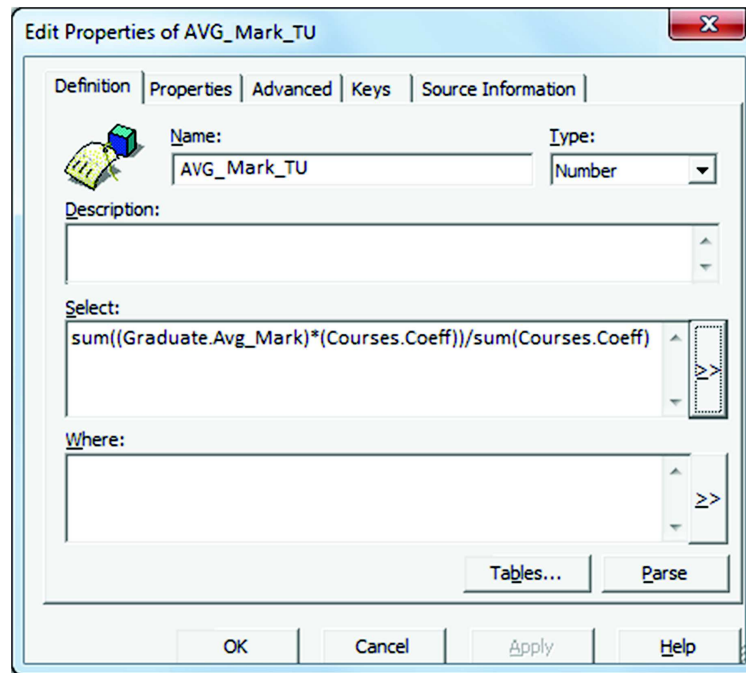 Edit Properties of AVG_Mark_TU
Definition Properties Advanced Keys Source Information
Name: Type:
AVG_Mark_TU Number
Description:
Select:
sum((Graduate.Avg_Mark)*(Courses.Coeff))/sum(Courses.Coeff)
>>
Where:
>>
Tables... Parse
OK Cancel Apply Help